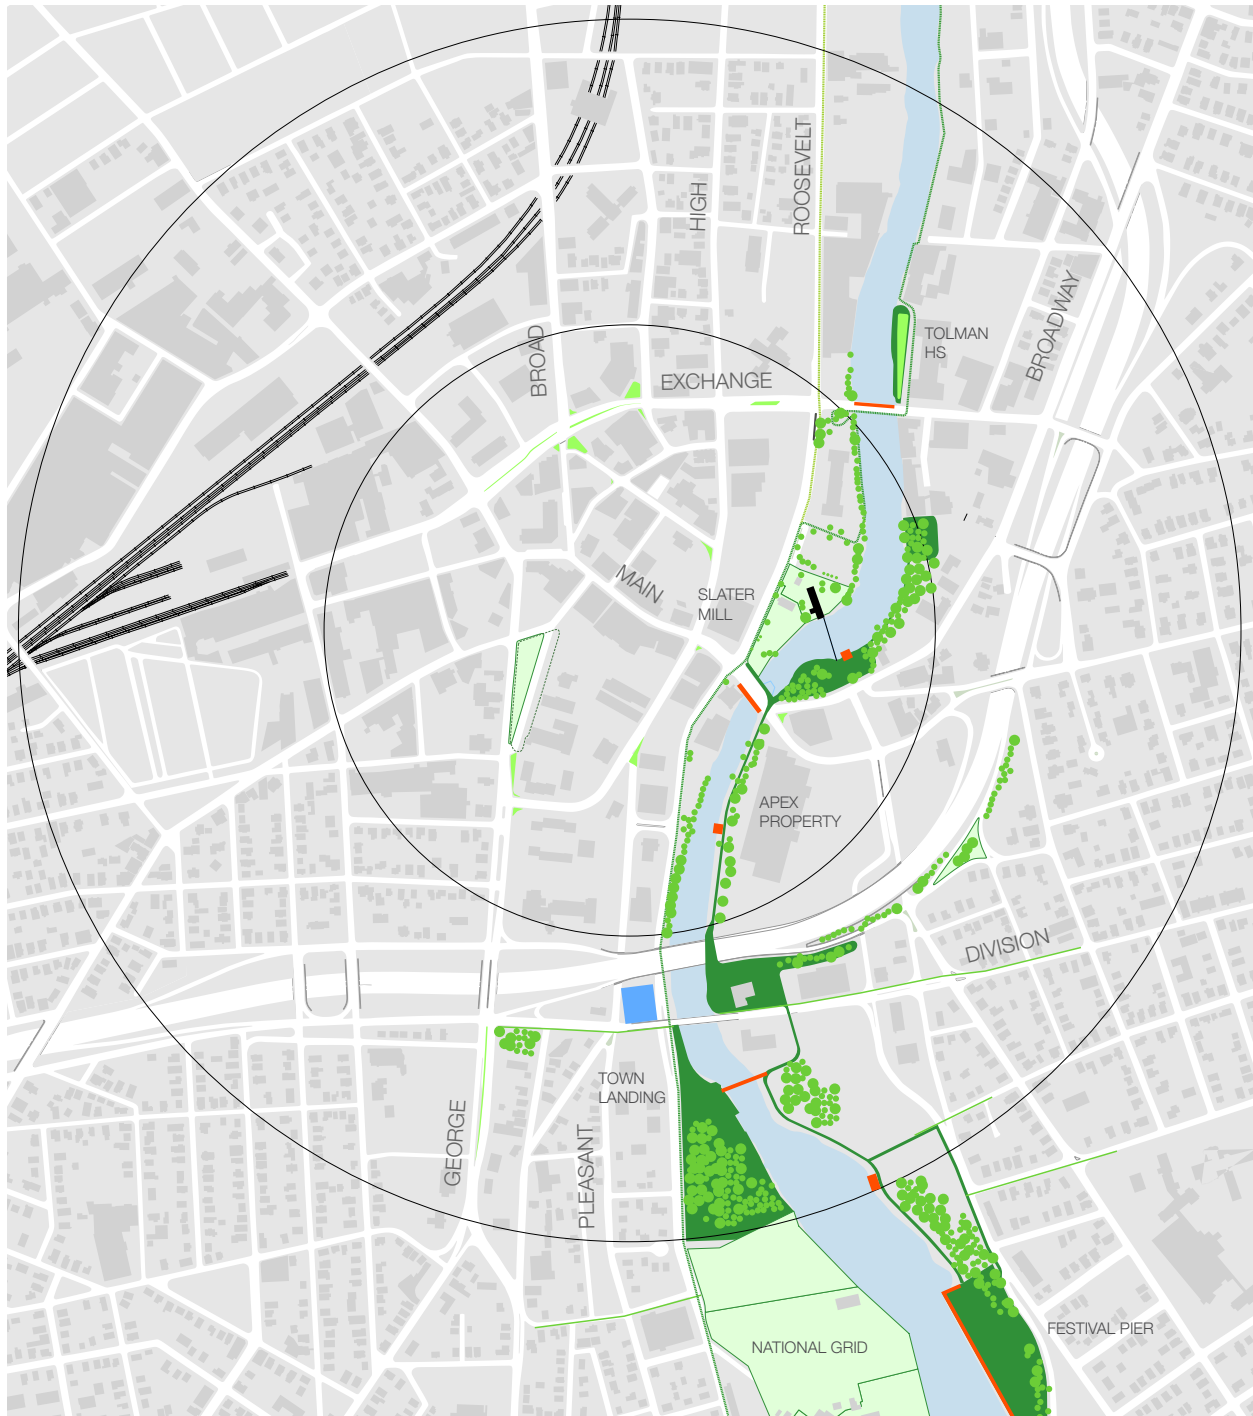 ROOSEVELT
HIGH
BROADWAY
TOLMAN
HS
BROAD
EXCHANGE
MAIN
SLATER
MILL
APEX
PROPERTY
DIVISION
TOWN
LANDING
GEORGE
PLEASANT
FESTIVAL PIER
NATIONAL GRID